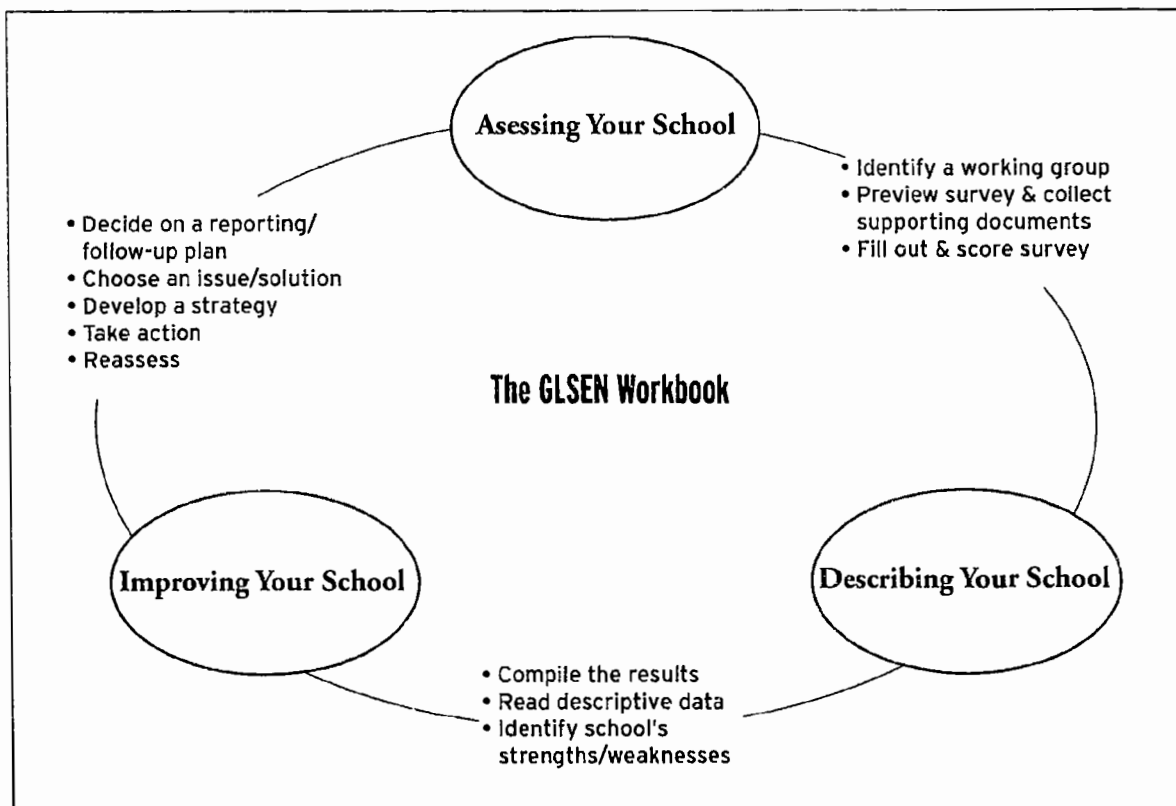 Asessing Your School
• Identify a working group
• Preview survey & collect
supporting documents
• Fill out & score survey
• Decide on a reporting/
follow-up plan
• Choose an issue/solution
• Develop a strategy
• Take action
• Reassess
The GLSEN Workbook
Improving Your School
Describing Your School
• Compile the results
• Read descriptive data
• Identify school's
strengths/weaknesses